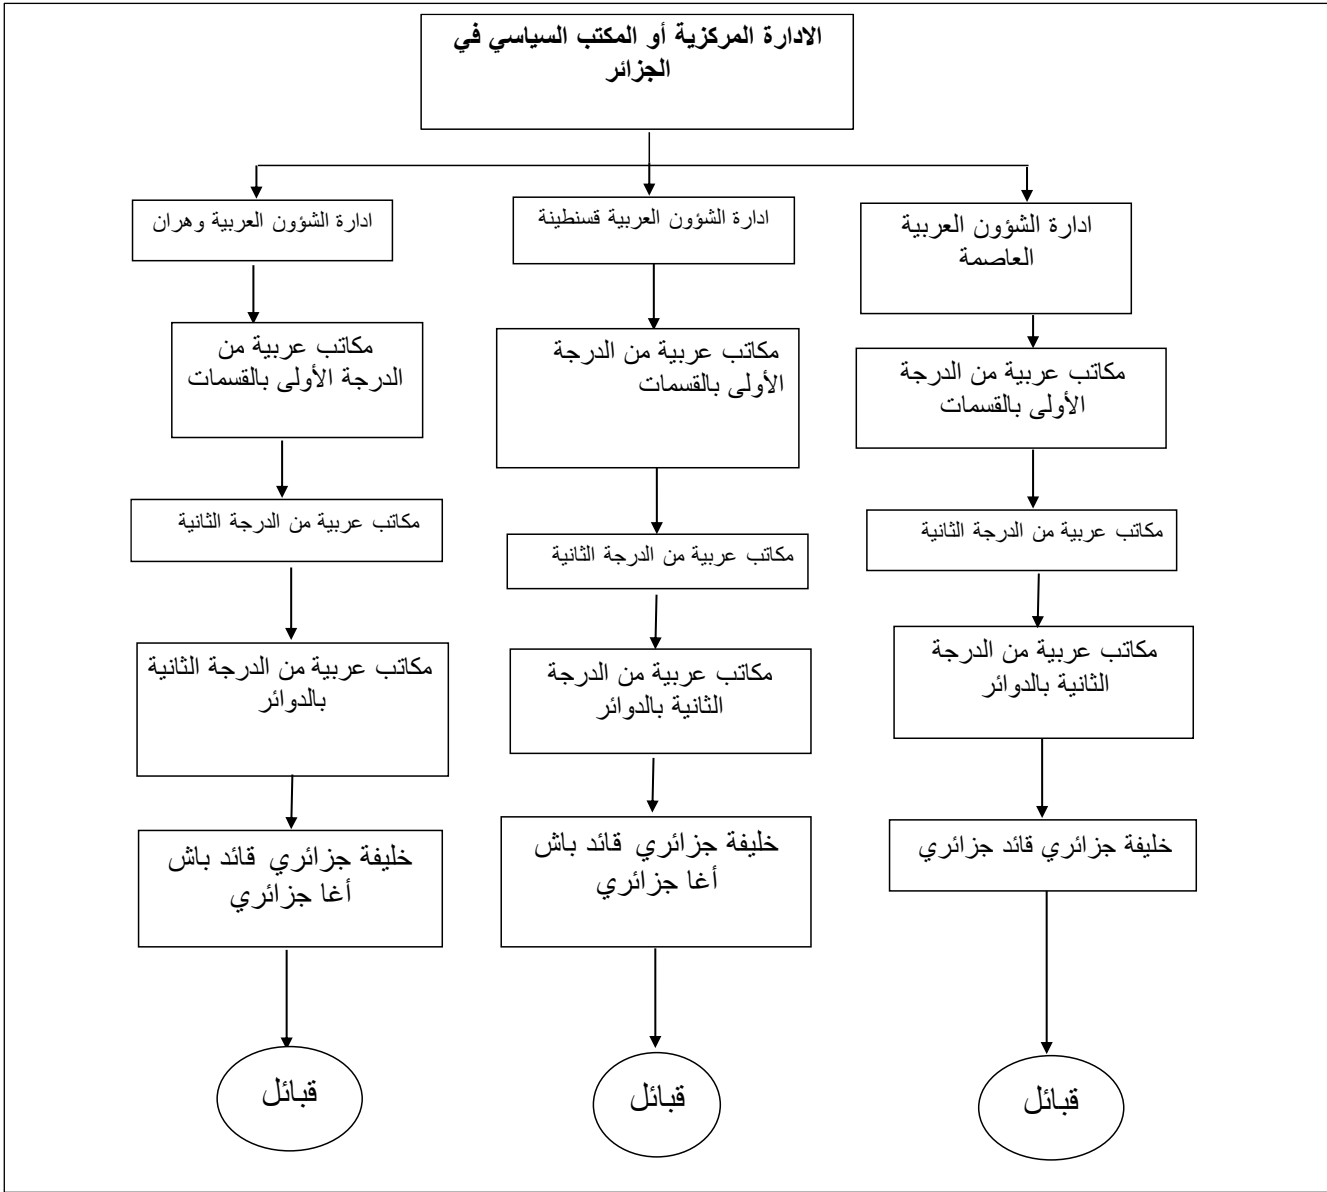 الادارة المركزية أو المكتب السياسي في
الجزائر
ادارة الشؤون العربية
العاصمة
مكاتب عربية من الدرجة
الأولى بالقسمات
مكاتب عربية من الدرجة الثانية
مكاتب عربية من الدرجة
الثانية بالدوائر
خليفة جزائري قائد جزائري
قبائل
ادارة الشؤون العربية قسنطينة
مكاتب عربية من الدرجة
الأولى بالقسمات
مكاتب عربية من الدرجة الثانية
مكاتب عربية من الدرجة
الثانية بالدوائر
خليفة جزائري قائد باش
أغا جزائري
قبائل
ادارة الشؤون العربية وهران
مكاتب عربية من
الدرجة الأولى بالقسمات
مكاتب عربية من الدرجة الثانية
مكاتب عربية من الدرجة الثانية
بالدوائر
خليفة جزائري قائد باش
أغا جزائري
قبائل